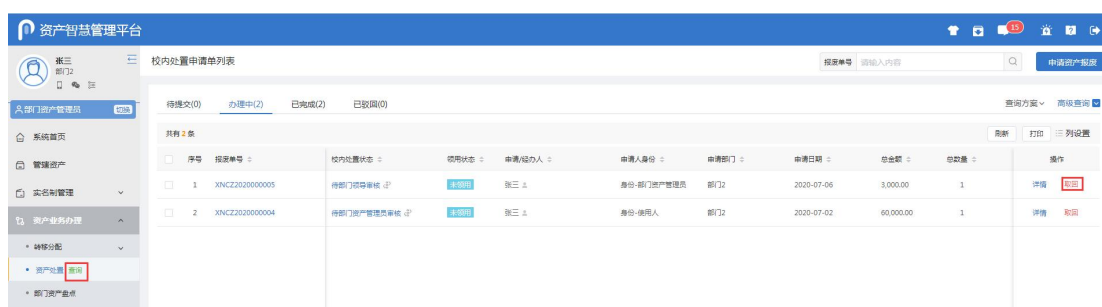 资产智慧管理平台
15
张三
部门2
部门资产管理员 切换
系统首页
管辖资产
实名制管理
资产业务办理
转移分配
资产处置 查询
部门资产盘点
校内处置申请单列表
报废单号 请输入内容
申请资产报废
待提交(0) 办理中(2) 已完成(2) 已驳回(0)
查询方案 高级查询
共有 2 条
刷新 打印 列设置
序号 报废单号 校内处置状态 领用状态 申请/经办人 申请人身份 申请部门 申请日期 总金额 总数量 操作
1 XNCZ2020000005 待部门领导审核 未领用 张三 身份-部门资产管理员 部门2 2020-07-06 3,000.00 1 详情 取回
2 XNCZ2020000004 待部门资产管理员审核 未领用 张三 身份-使用人 部门2 2020-07-02 60,000.00 1 详情 取回